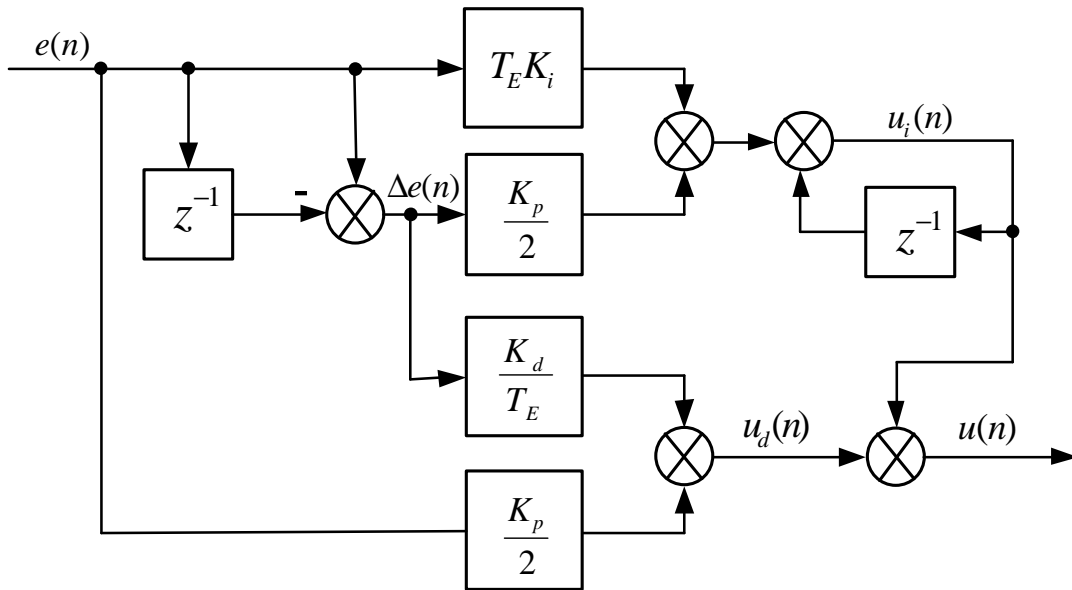 e(n)
T_E K_i
u_i(n)
z^{-1}
-
Δe(n)
K_p
2
z^{-1}
K_d
T_E
u_d(n)
u(n)
K_p
2